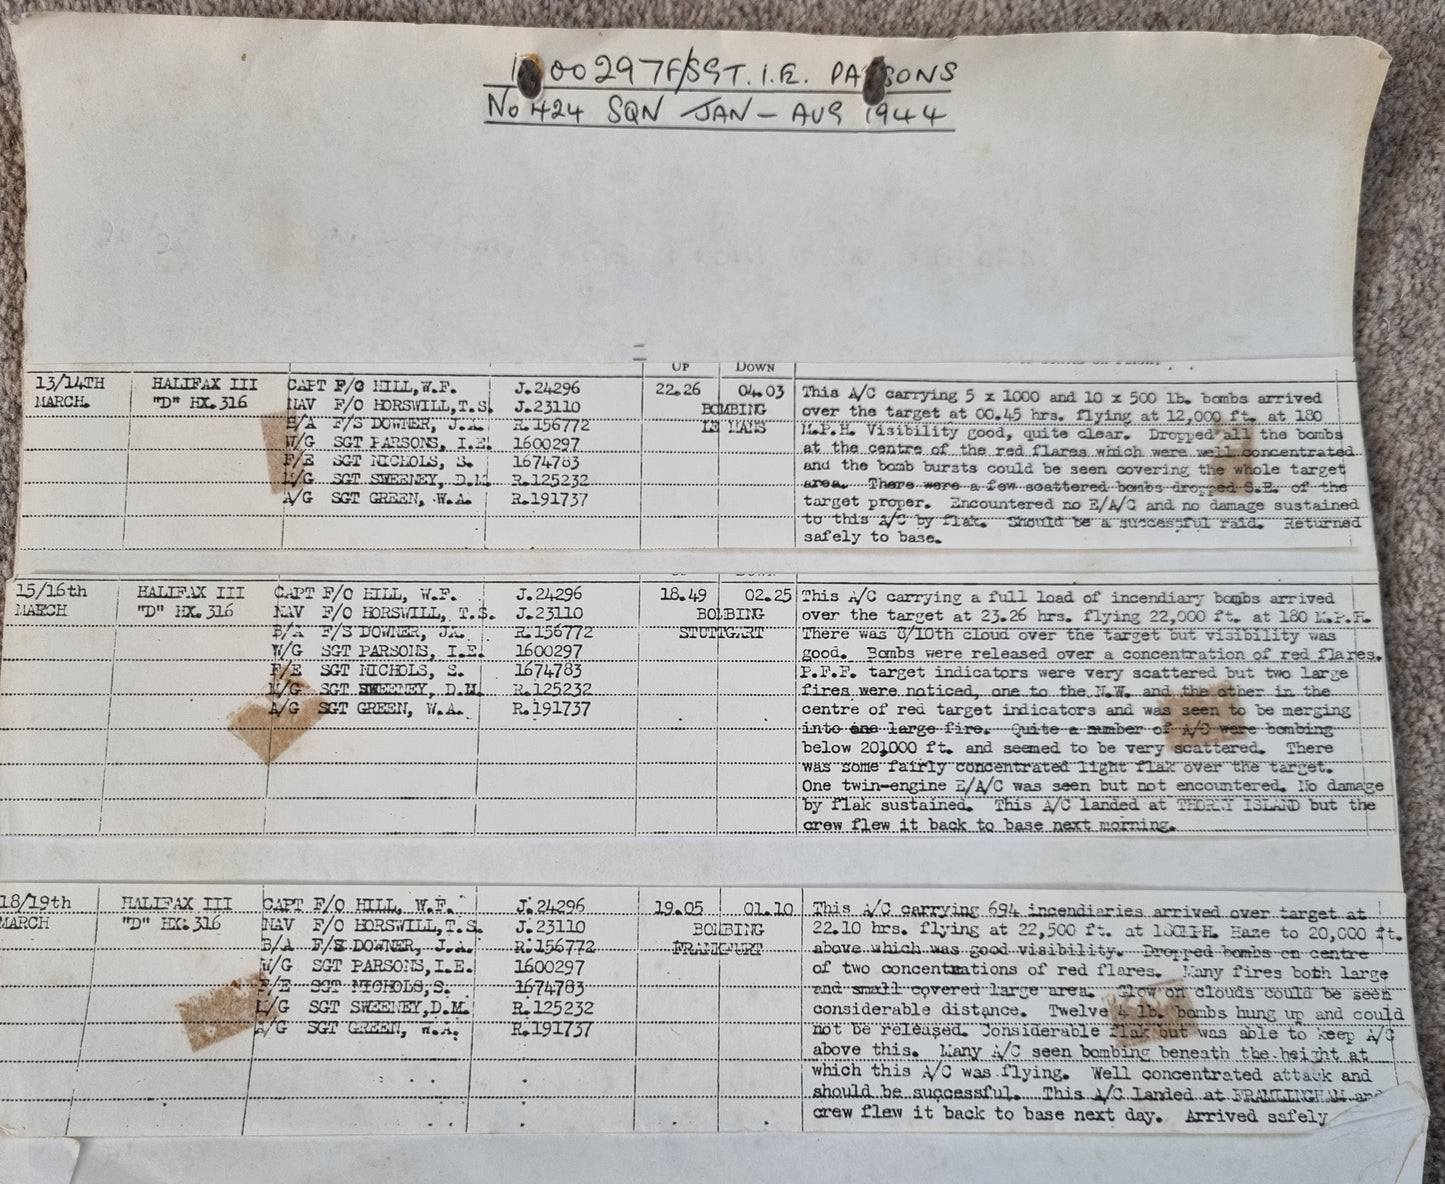 00297 F/SGT. I.E. PA SONS
No 424 SQN JAN - AUG 1944
UP DOWN
13/14TH HALIFAX III CAPT F/O HILL,W.F. J.24296 22.26 04.03 This A/C carrying 5 x 1000 and 10 x 500 lb. bombs arrived
MARCH. "D" HX.316 NAV F/O HORSWILL,T.S. J.23110 BOMBING over the target at 00.45 hrs. flying at 12,000 ft. at 180
B/A F/S DOWNER, J.A. R.156772 LE MANS M.P.H. Visibility good, quite clear. Dropped all the bombs
W/G SGT PARSONS, I.E. 1600297 at the centre of the red flares which were well concentrated
F/E SGT NICHOLS, S. 1674783 and the bomb bursts could be seen covering the whole target
M/G SGT SWEENEY, D.M. R.125232 area. There were a few scattered bombs dropped S.E. of the
A/G SGT GREEN, W.A. R.191737 target proper. Encountered no E/A/C and no damage sustained
to this A/C by flak. Should be a successful raid. Returned
safely to base.
DOWN
15/16th HALIFAX III CAPT F/O HILL, W.F. J.24296 18.49 02.25 This A/C carrying a full load of incendiary bombs arrived
MARCH "D" HX.316 NAV F/O HORSWILL, T.S. J.23110 BOMBING over the target at 23.26 hrs. flying 22,000 ft. at 180 M.P.H.
B/A F/S DOWNER, JA. R.156772 STUTTGART There was 8/10th cloud over the target but visibility was
W/G SGT PARSONS, I.E. 1600297 good. Bombs were released over a concentration of red flares.
F/E SGT NICHOLS, S. 1674783 P.F.F. target indicators were very scattered but two large
M/G SGT SWEENEY, D.M. R.125232 fires were noticed, one to the N.W. and the other in the
A/G SGT GREEN, W.A. R.191737 centre of red target indicators and was seen to be merging
into one large fire. Quite a number of A/C were bombing
below 20,000 ft. and seemed to be very scattered. There
was some fairly concentrated light flak over the target.
One twin-engine E/A/C was seen but not encountered. No damage
by flak sustained. This A/C landed at THORNY ISLAND but the
crew flew it back to base next morning.
18/19th HALIFAX III CAPT F/O HILL, W.F. J.24296 19.05 01.10 This A/C carrying 694 incendiaries arrived over target at
MARCH "D" HX.316 NAV F/O HORSWILL,T.S. J.23110 BOMBING 22.10 hrs. flying at 22,500 ft. at 180MPH. Haze to 20,000 ft.
B/A F/S DOWNER, J.A. R.156772 FRANKFURT above which was good visibility. Dropped bombs on centre
W/G SGT PARSONS,I.E. 1600297 of two concentrations of red flares. Many fires both large
F/E SGT NICHOLS,S. 1674783 and small covered large area. Glow on clouds could be seen
M/G SGT SWEENEY,D.M. R.125232 considerable distance. Twelve 4 lb. bombs hung up and could
A/G SGT GREEN, W.A. R.191737 not be released. Considerable flak but was able to keep A/C
above this. Many A/C seen bombing beneath the height at
which this A/C was flying. Well concentrated attack and
should be successful. This A/C landed at FRAMLINGHAM and
crew flew it back to base next day. Arrived safely